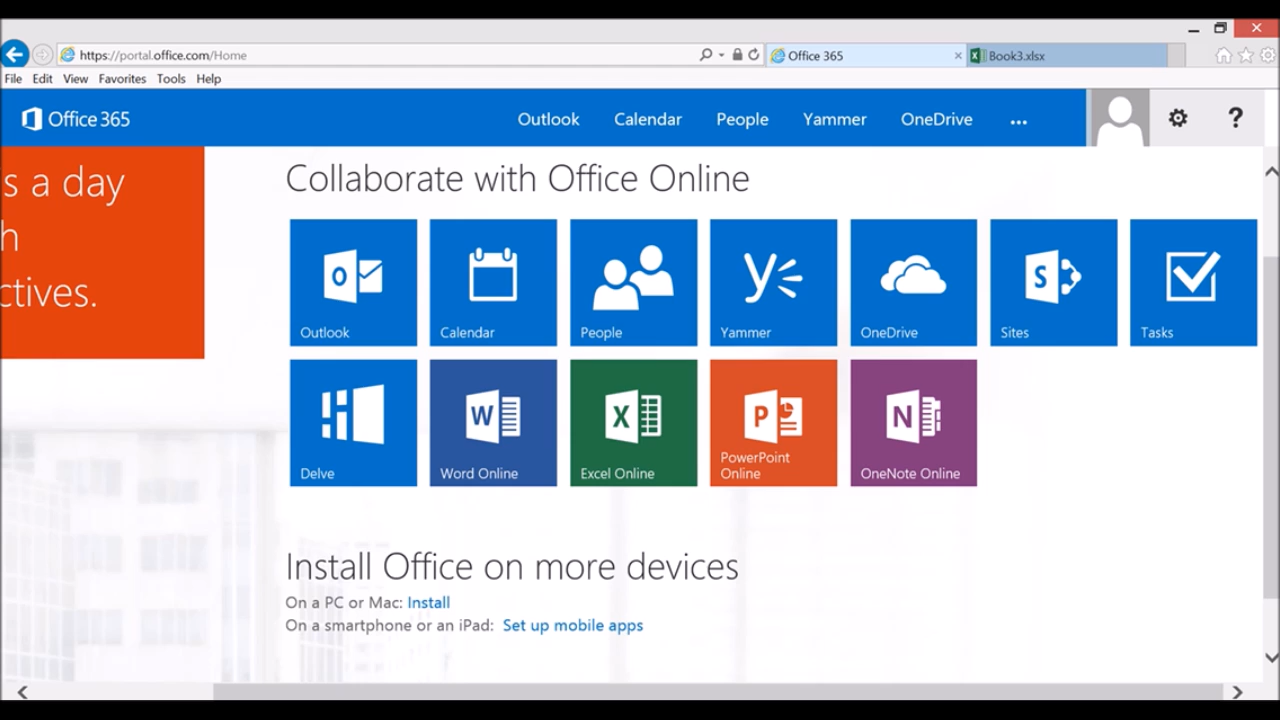 https://portal.office.com/Home
Office 365
Book3.xlsx
File Edit View Favorites Tools Help
Office 365
Outlook Calendar People Yammer OneDrive ... ?
s a day
h
ctives.
Collaborate with Office Online
Outlook Calendar People Yammer OneDrive Sites Tasks
Delve Word Online Excel Online PowerPoint Online OneNote Online
Install Office on more devices
On a PC or Mac: Install
On a smartphone or an iPad: Set up mobile apps